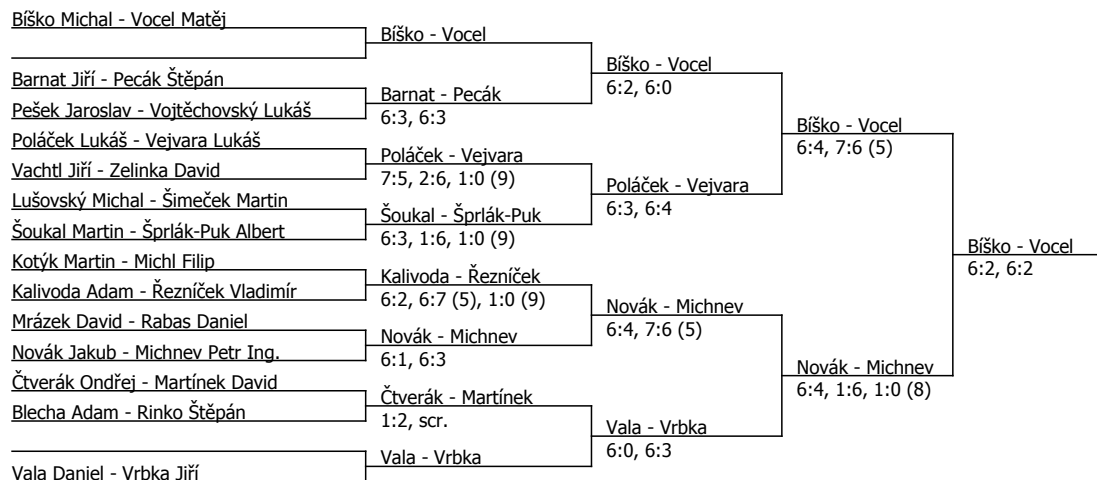 Bíško Michal - Vocel Matěj
Barnat Jiří - Pecák Štěpán
Pešek Jaroslav - Vojtěchovský Lukáš
Poláček Lukáš - Vejvara Lukáš
Vachtl Jiří - Zelinka David
Lušovský Michal - Šimeček Martin
Šoukal Martin - Šprlák-Puk Albert
Kotýk Martin - Michl Filip
Kalivoda Adam - Řezníček Vladimír
Mrázek David - Rabas Daniel
Novák Jakub - Michnev Petr Ing.
Čtverák Ondřej - Martínek David
Blecha Adam - Rinko Štěpán
Vala Daniel - Vrbka Jiří
Bíško - Vocel
Barnat - Pecák
6:3, 6:3
Poláček - Vejvara
7:5, 2:6, 1:0 (9)
Šoukal - Šprlák-Puk
6:3, 1:6, 1:0 (9)
Kalivoda - Řezníček
6:2, 6:7 (5), 1:0 (9)
Novák - Michnev
6:1, 6:3
Čtverák - Martínek
1:2, scr.
Vala - Vrbka
Bíško - Vocel
6:2, 6:0
Poláček - Vejvara
6:3, 6:4
Novák - Michnev
6:4, 7:6 (5)
Vala - Vrbka
6:0, 6:3
Bíško - Vocel
6:4, 7:6 (5)
Novák - Michnev
6:4, 1:6, 1:0 (8)
Bíško - Vocel
6:2, 6:2